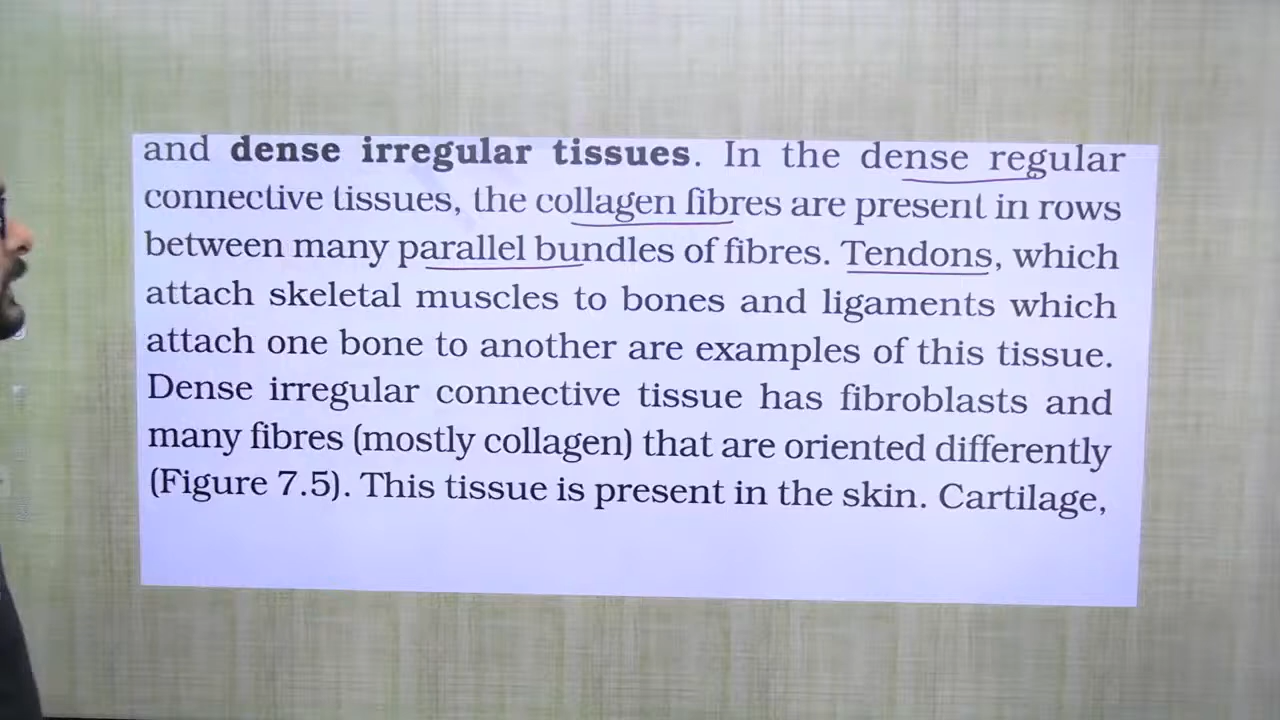 and dense irregular tissues. In the dense regular
connective tissues, the collagen fibres are present in rows
between many parallel bundles of fibres. Tendons, which
attach skeletal muscles to bones and ligaments which
attach one bone to another are examples of this tissue.
Dense irregular connective tissue has fibroblasts and
many fibres (mostly collagen) that are oriented differently
(Figure 7.5). This tissue is present in the skin. Cartilage,